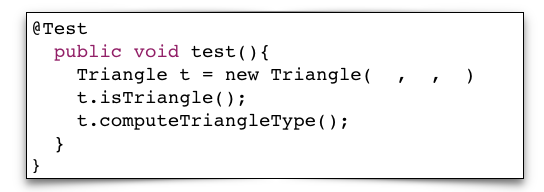 @Test
public void test(){
Triangle t = new Triangle(  ,  ,  )
t.isTriangle();
t.computeTriangleType();
}
}